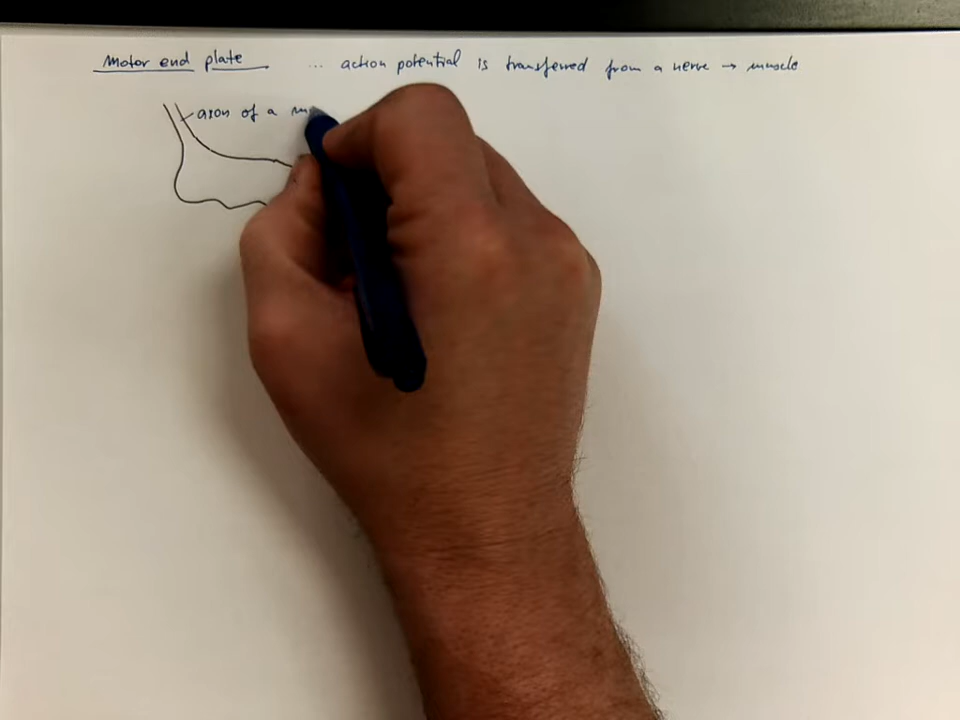 Motor end plate ... action potential is transferred from a nerve → muscle
axon of a